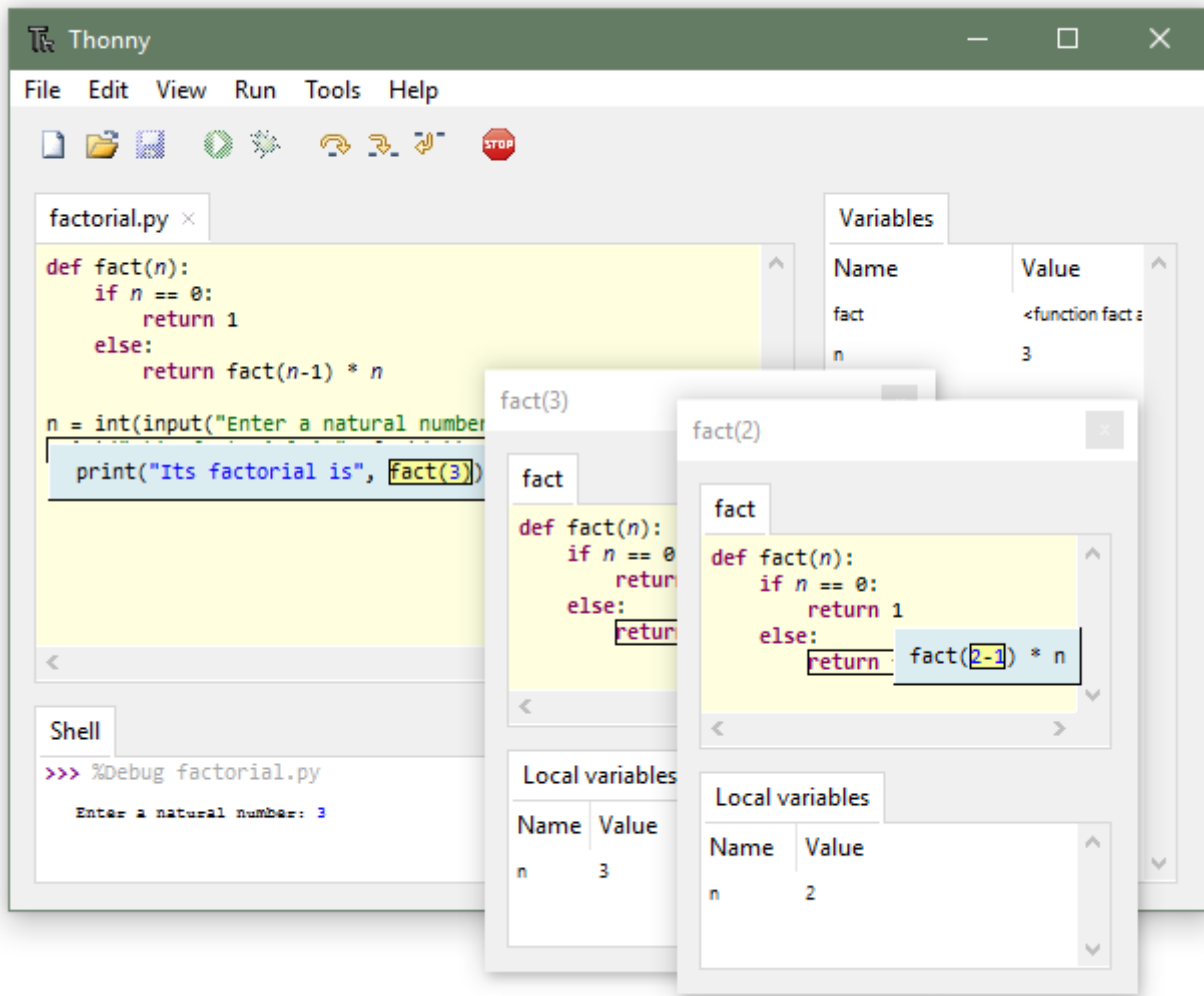 Thonny
File Edit View Run Tools Help
STOP
factorial.py
def fact(n):
    if n == 0:
        return 1
    else:
        return fact(n-1) * n
n = int(input("Enter a natural number
print("Its factorial is", fact(3))
Variables
Name Value
fact <function fact a
n 3
Shell
>>> %Debug factorial.py
Enter a natural number: 3
fact(3)
fact
def fact(n):
    if n == 0
        return
    else:
        return
Local variables
Name Value
n 3
fact(2)
fact
def fact(n):
    if n == 0:
        return 1
    else:
        return fact(2-1) * n
Local variables
Name Value
n 2